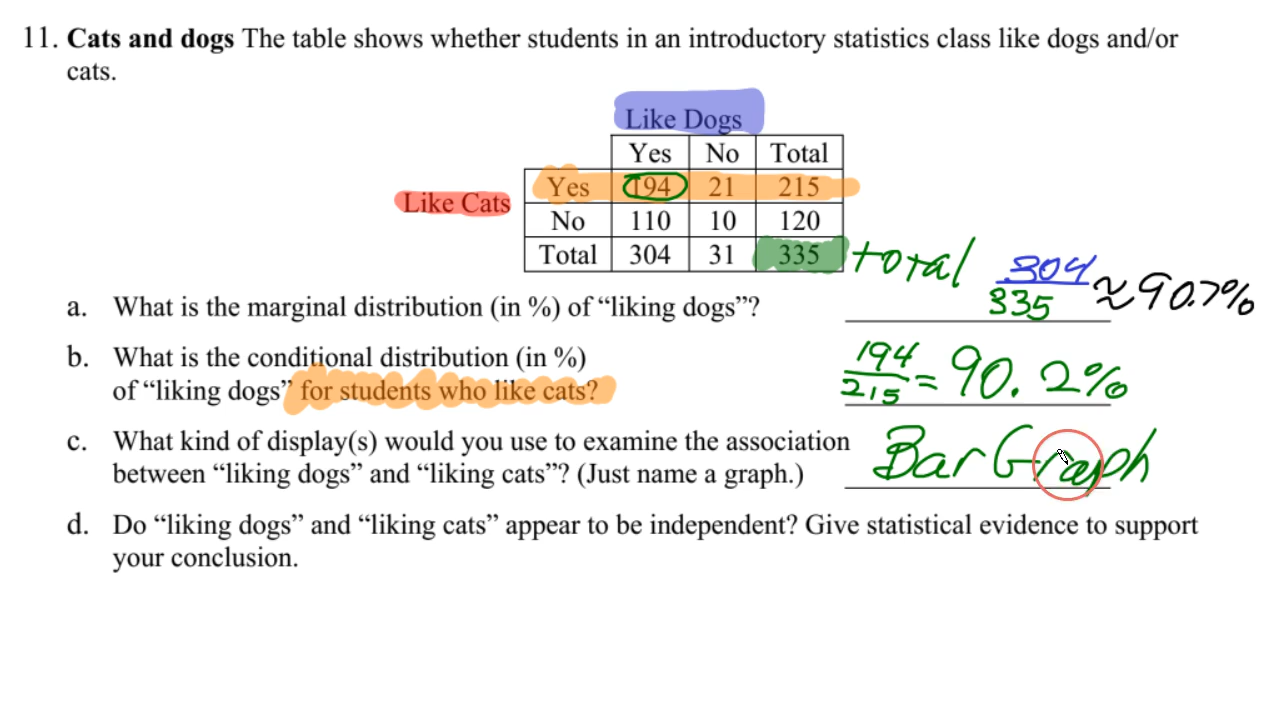 11. Cats and dogs The table shows whether students in an introductory statistics class like dogs and/or
cats.
Like Dogs
Yes No Total
Like Cats
Yes 194 21 215
No 110 10 120
Total 304 31 335
total
304
335
≈90.7%
a. What is the marginal distribution (in %) of “liking dogs”?
b. What is the conditional distribution (in %)
of “liking dogs” for students who like cats?
194
215
= 90.2%
c. What kind of display(s) would you use to examine the association
between “liking dogs” and “liking cats”? (Just name a graph.)
Bar Graph
d. Do “liking dogs” and “liking cats” appear to be independent? Give statistical evidence to support
your conclusion.